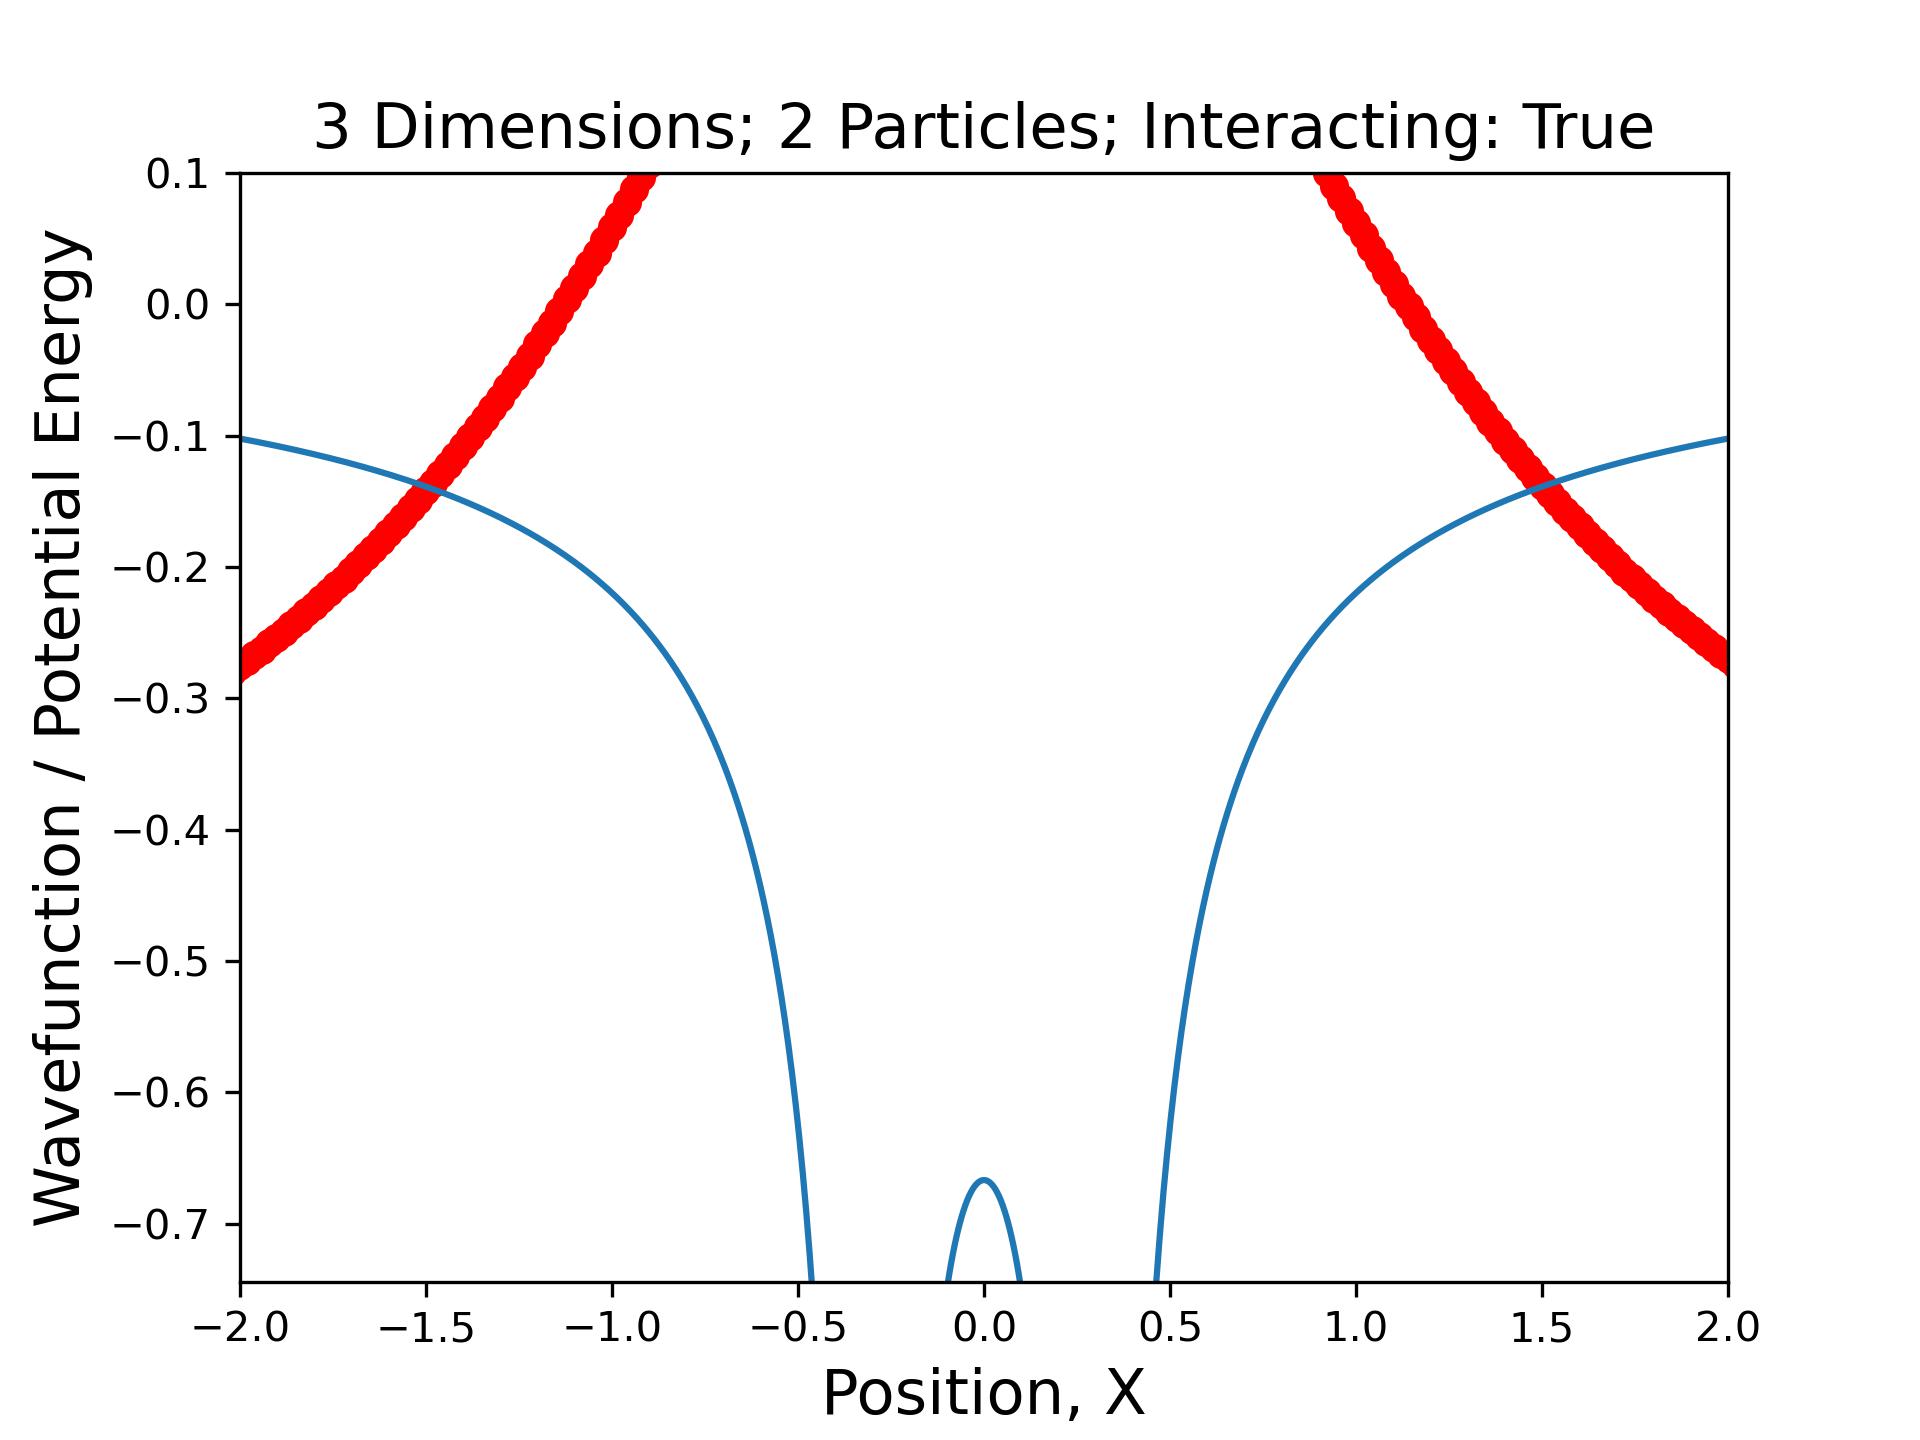 3 Dimensions; 2 Particles; Interacting: True
Wavefunction / Potential Energy
0.1
0.0
−0.1
−0.2
−0.3
−0.4
−0.5
−0.6
−0.7
−2.0 −1.5 −1.0 −0.5 0.0 0.5 1.0 1.5 2.0
Position, X